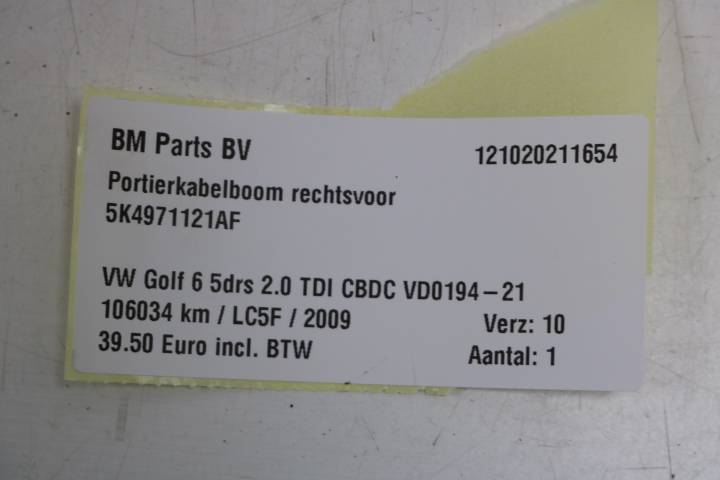 BM Parts BV 121020211654
Portierkabelboom rechtsvoor
5K4971121AF
VW Golf 6 5drs 2.0 TDI CBDC VD0194-21
106034 km / LC5F / 2009 Verz: 10
39.50 Euro incl. BTW Aantal: 1